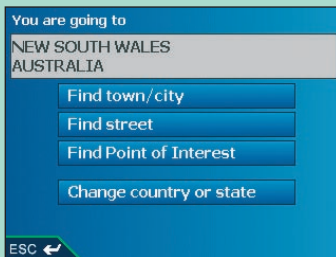 You are going to
NEW SOUTH WALES
AUSTRALIA
Find town/city
Find street
Find Point of Interest
Change country or state
ESC